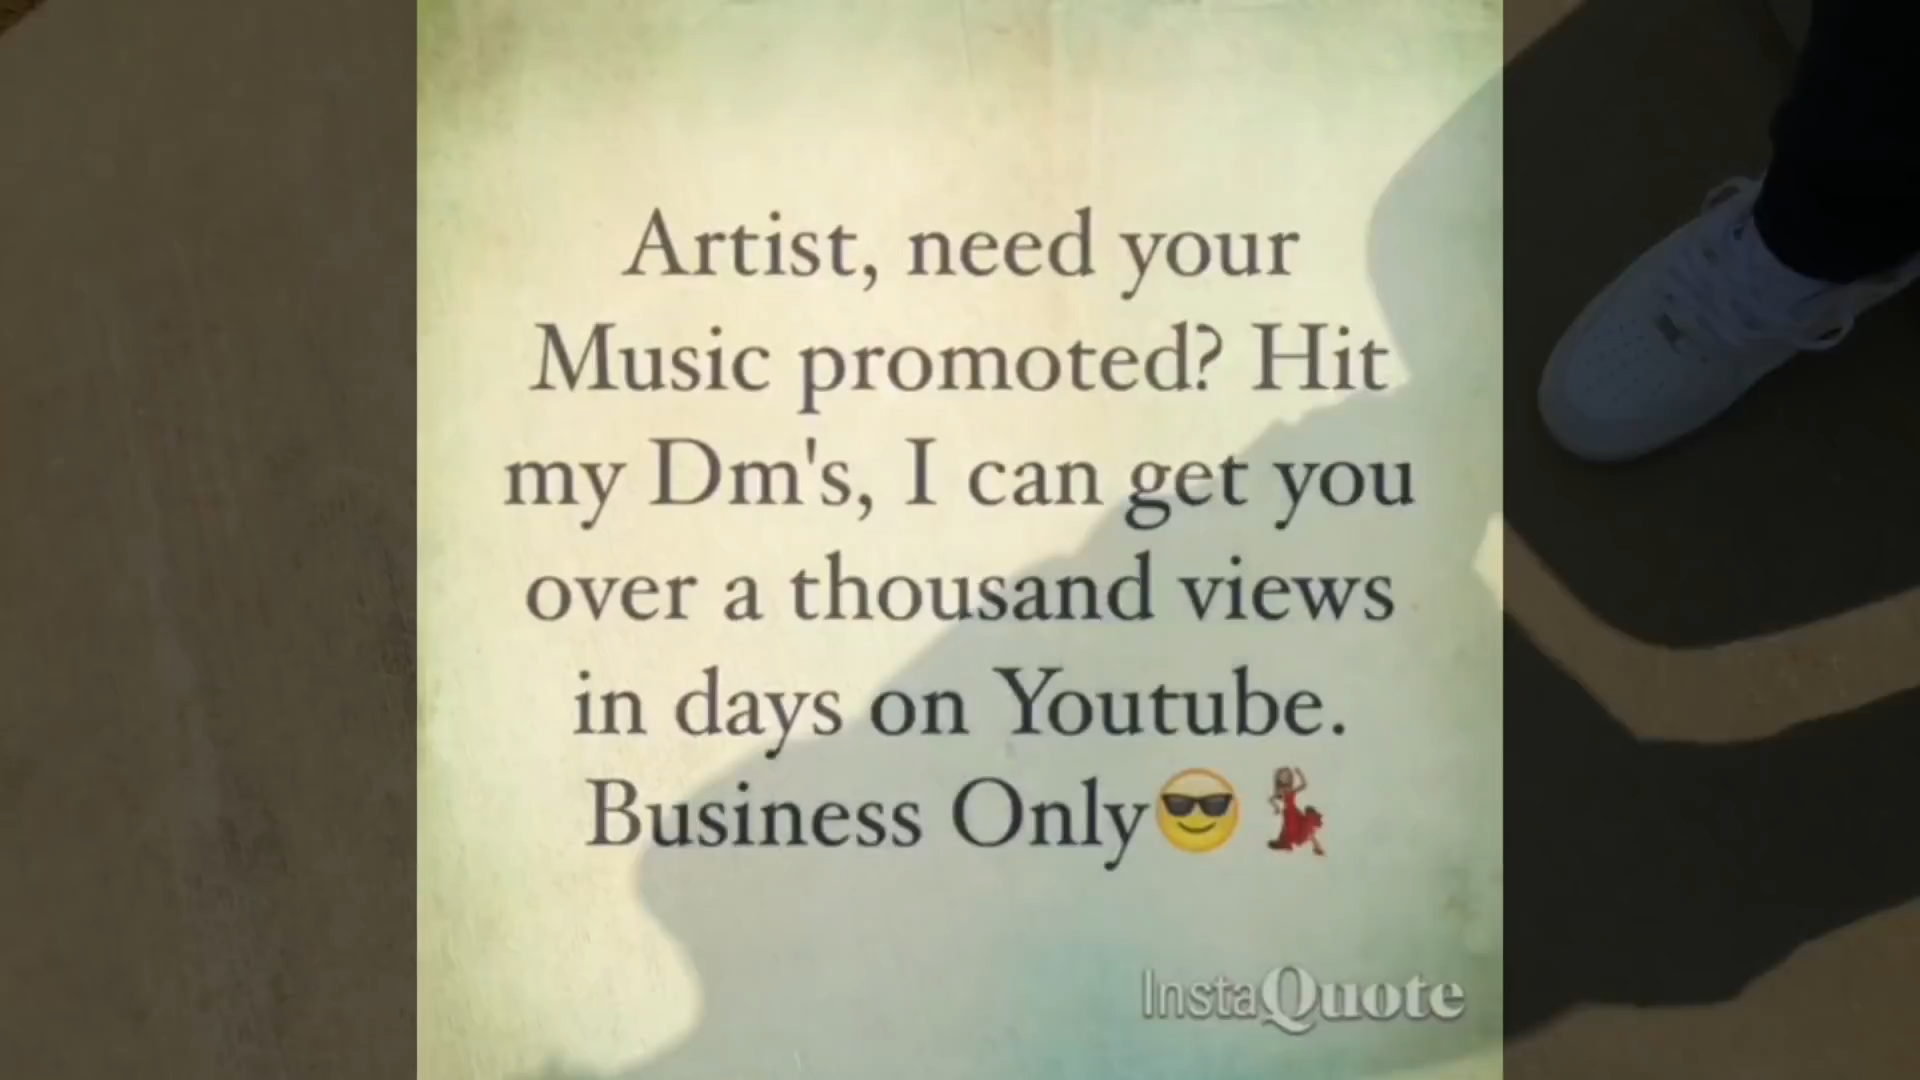 Artist, need your
Music promoted? Hit
my Dm's, I can get you
over a thousand views
in days on Youtube.
Business Only😎💃
InstaQuote